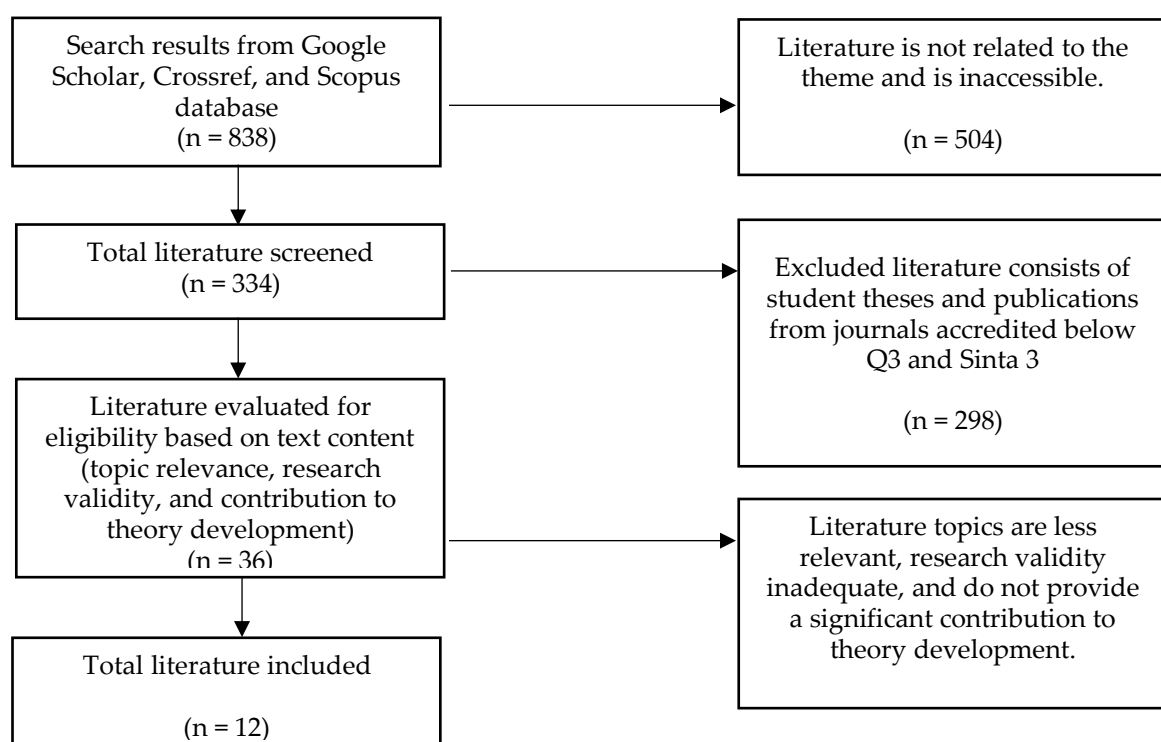 Search results from Google
Scholar, Crossref, and Scopus
database
(n = 838)
Literature is not related to the
theme and is inaccessible.
(n = 504)
Total literature screened
(n = 334)
Excluded literature consists of
student theses and publications
from journals accredited below
Q3 and Sinta 3
(n = 298)
Literature evaluated for
eligibility based on text content
(topic relevance, research
validity, and contribution to
theory development)
(n = 36)
Literature topics are less
relevant, research validity
inadequate, and do not provide
a significant contribution to
theory development.
Total literature included
(n = 12)